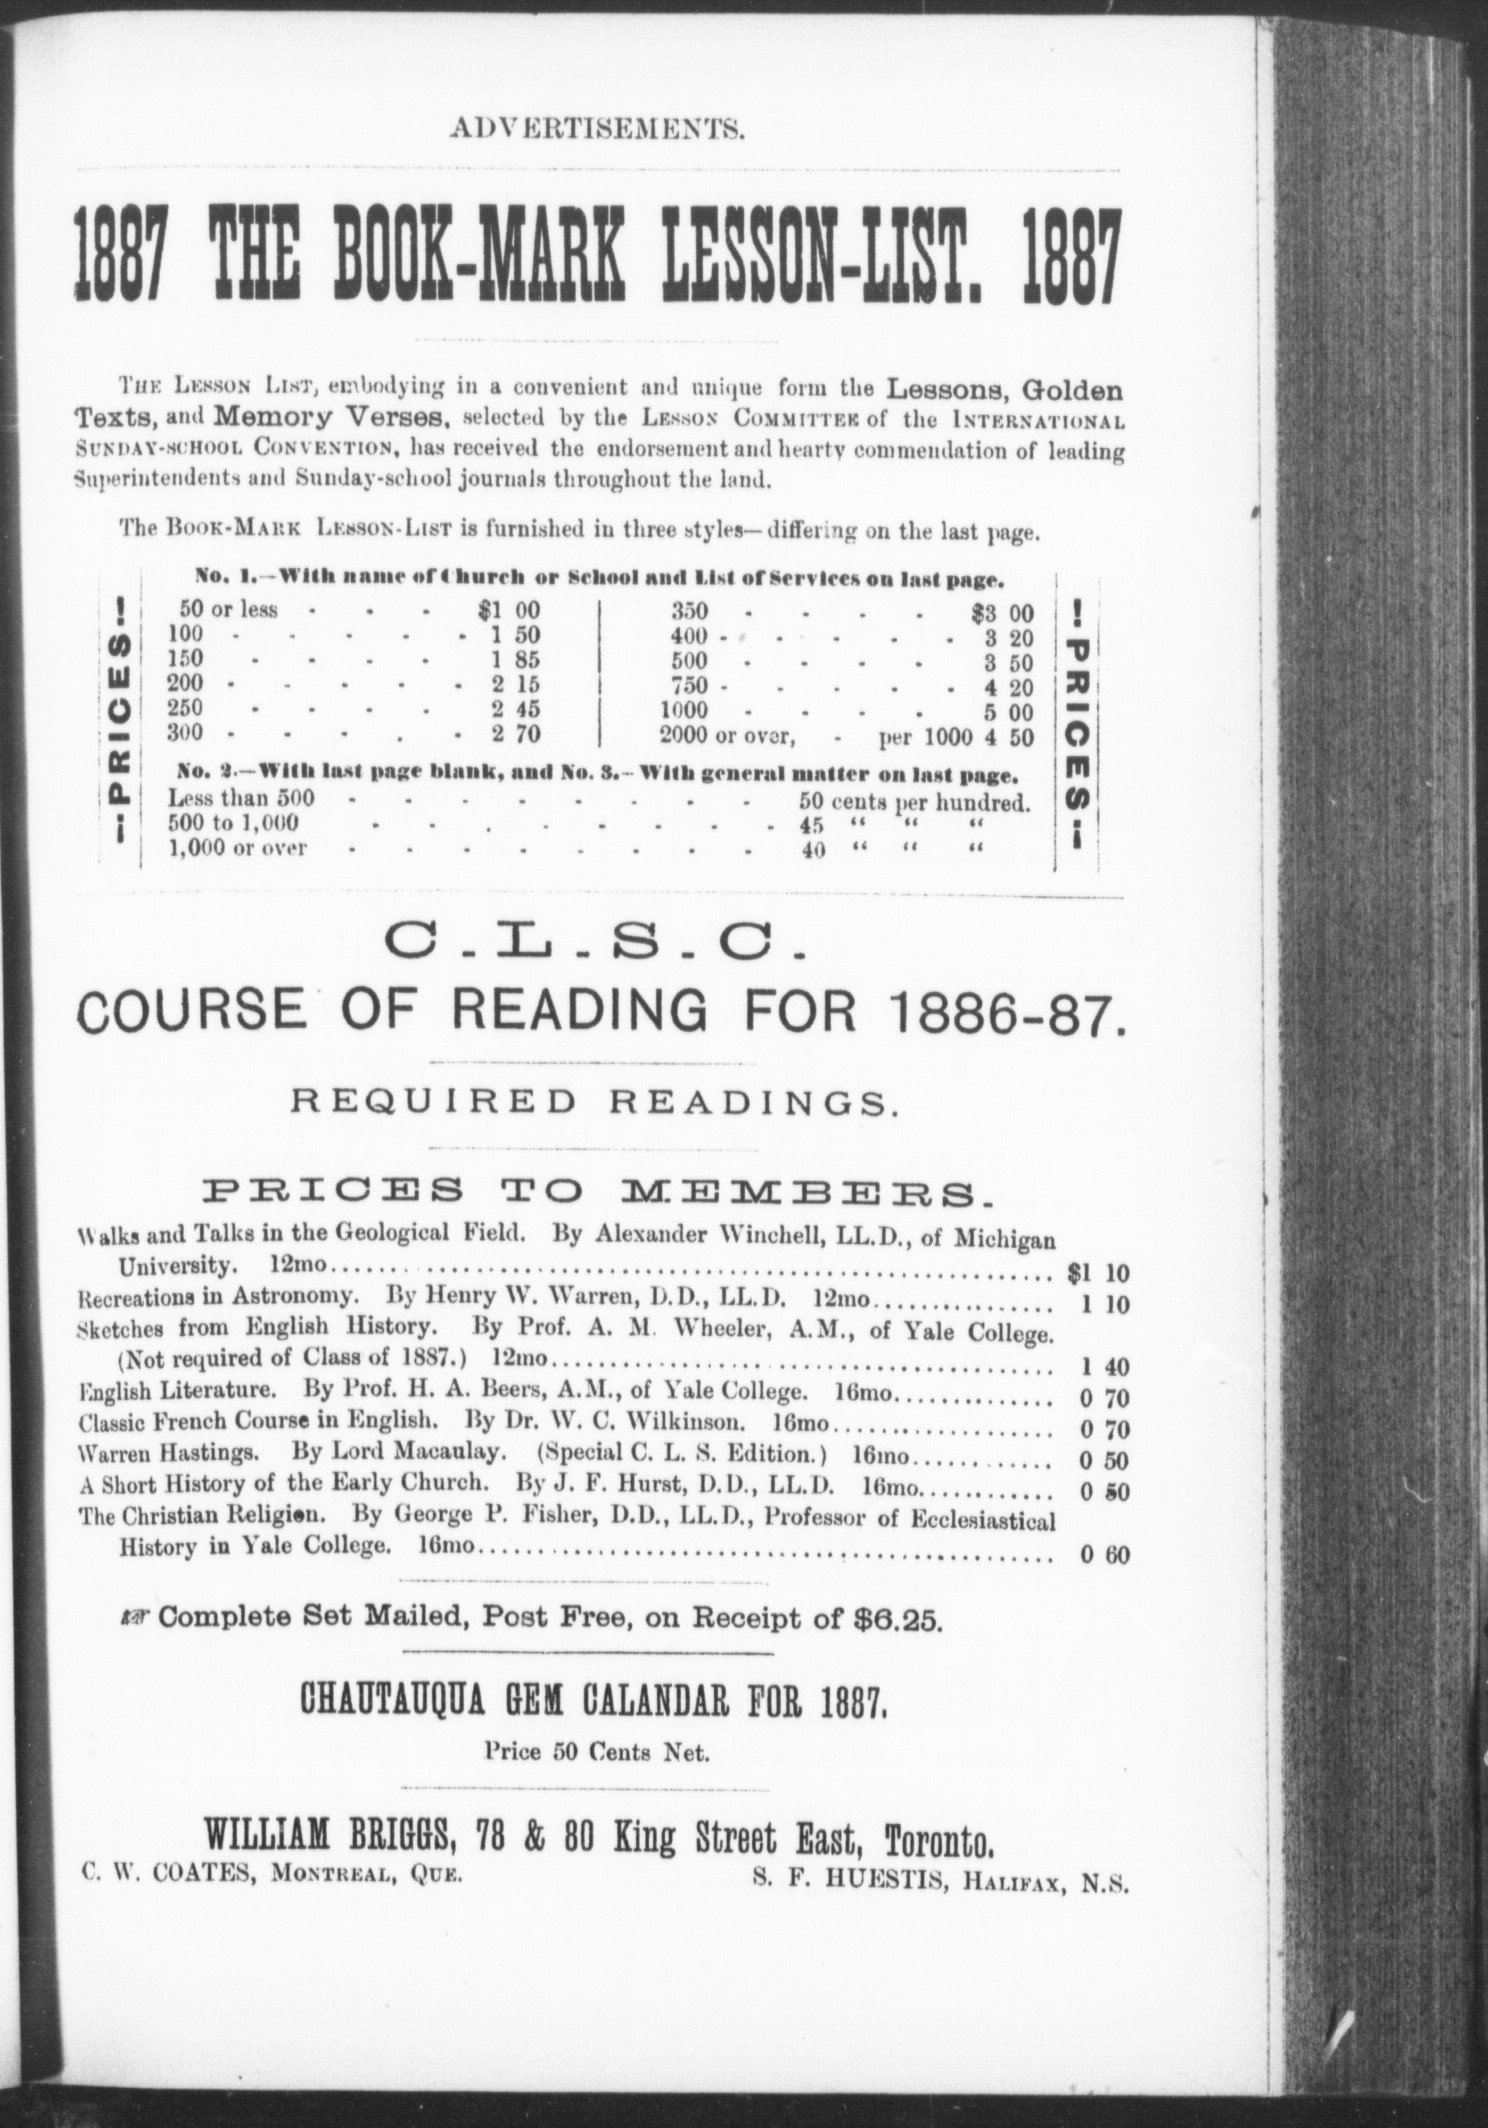 ADVERTISEMENTS.
1887 THE BOOK-MARK LESSON-LIST. 1887
THE LESSON LIST, embodying in a convenient and unique form the Lessons, Golden
Texts, and Memory Verses, selected by the LESSON COMMITTEE of the INTERNATIONAL
SUNDAY-SCHOOL CONVENTION, has received the endorsement and hearty commendation of leading
Superintendents and Sunday-school journals throughout the land.
The BOOK-MARK LESSON-LIST is furnished in three styles—differing on the last page.
No. 1.—With name of Church or School and List of Services on last page.
PRICES
50 or less - - - $1 00
100 - - - - - 1 50
150 - - - - 1 85
200 - - - - - 2 15
250 - - - - 2 45
300 - - - - - 2 70
350 - - - - $3 00
400 - - - - - 3 20
500 - - - - 3 50
750 - - - - - 4 20
1000 - - - - 5 00
2000 or over, - per 1000 4 50
PRICES
No. 2.—With last page blank, and No. 3.—With general matter on last page.
Less than 500 - - - - - - - - 50 cents per hundred.
500 to 1,000 - - - - - - - - 45 “ “ “
1,000 or over - - - - - - - - 40 “ “ “
C.L.S.C.
COURSE OF READING FOR 1886-87.
REQUIRED READINGS.
PRICES TO MEMBERS.
Walks and Talks in the Geological Field. By Alexander Winchell, LL.D., of Michigan
University. 12mo.................... $1 10
Recreations in Astronomy. By Henry W. Warren, D.D., LL.D. 12mo................ 1 10
Sketches from English History. By Prof. A. M. Wheeler, A.M., of Yale College.
(Not required of Class of 1887.) 12mo.................... 1 40
English Literature. By Prof. H. A. Beers, A.M., of Yale College. 16mo.............. 0 70
Classic French Course in English. By Dr. W. C. Wilkinson. 16mo................... 0 70
Warren Hastings. By Lord Macaulay. (Special C. L. S. Edition.) 16mo............ 0 50
A Short History of the Early Church. By J. F. Hurst, D.D., LL.D. 16mo............ 0 50
The Christian Religion. By George P. Fisher, D.D., LL.D., Professor of Ecclesiastical
History in Yale College. 16mo.................... 0 60
☞ Complete Set Mailed, Post Free, on Receipt of $6.25.
CHAUTAUQUA GEM CALANDAR FOR 1887.
Price 50 Cents Net.
WILLIAM BRIGGS, 78 & 80 King Street East, Toronto.
C. W. COATES, MONTREAL, QUE. S. F. HUESTIS, HALIFAX, N.S.